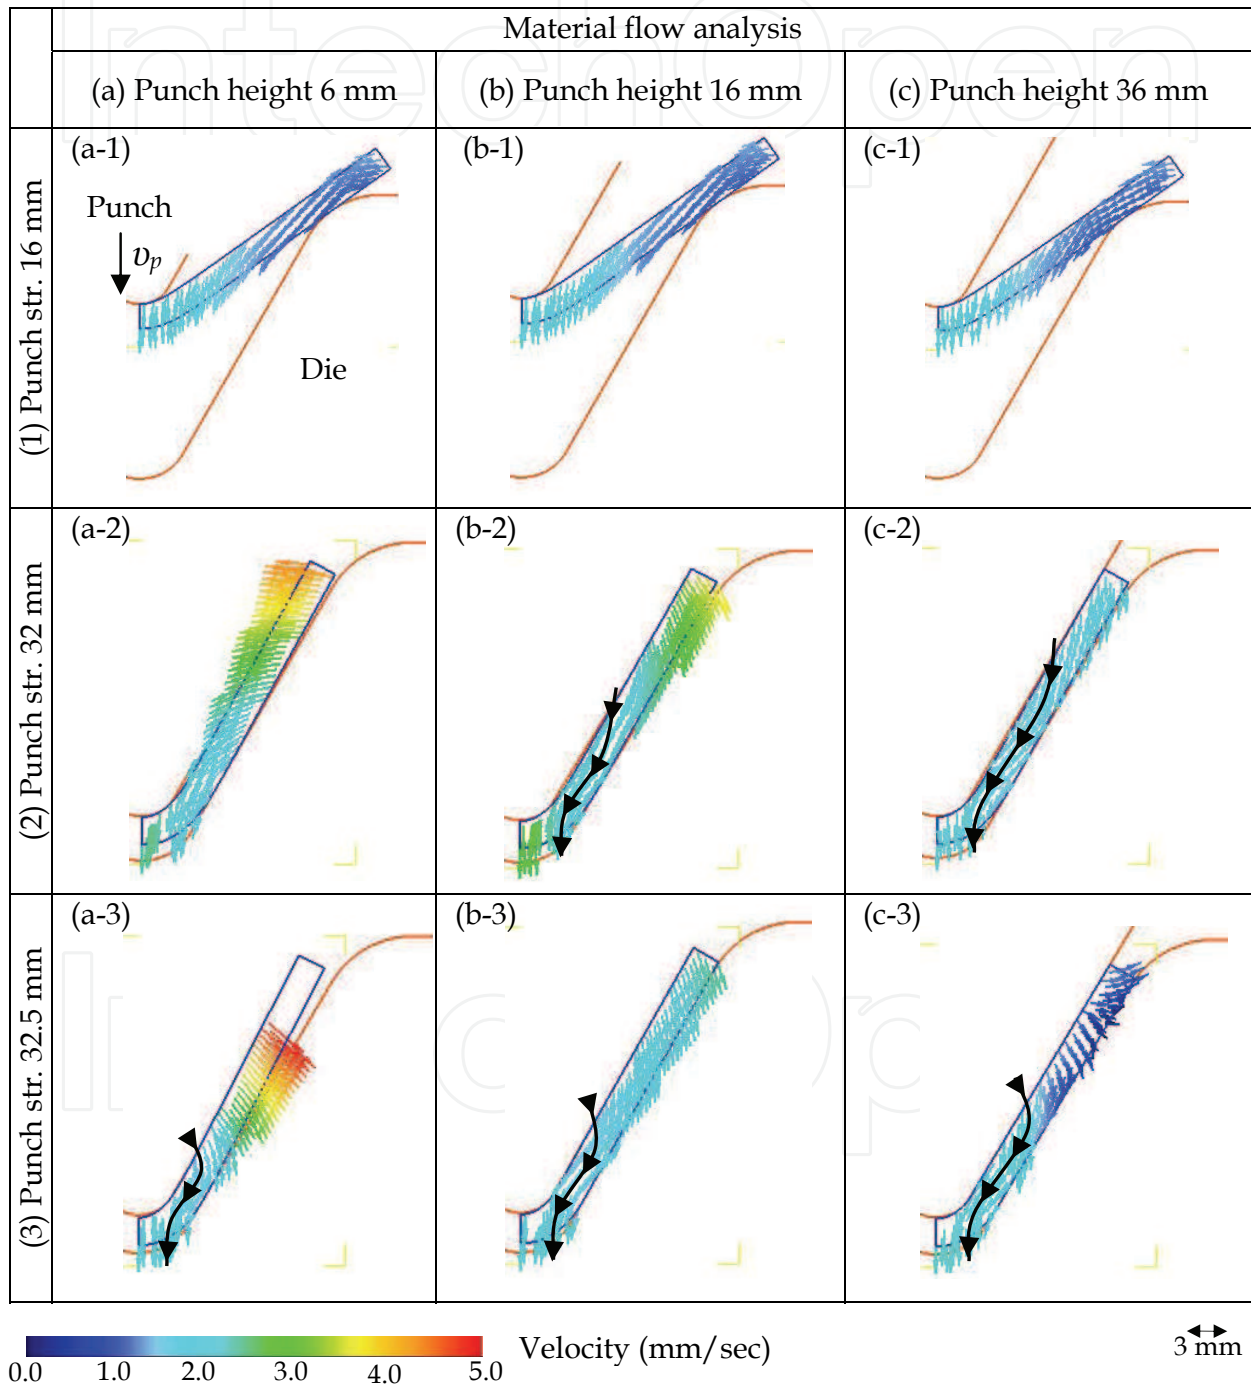 Material flow analysis
(a) Punch height 6 mm
(b) Punch height 16 mm
(c) Punch height 36 mm
(1) Punch str. 16 mm
(a-1)
(b-1)
(c-1)
Punch
v_p
Die
(2) Punch str. 32 mm
(a-2)
(b-2)
(c-2)
(3) Punch str. 32.5 mm
(a-3)
(b-3)
(c-3)
0.0 1.0 2.0 3.0 4.0 5.0
Velocity (mm/sec)
3 mm
IntechOpen